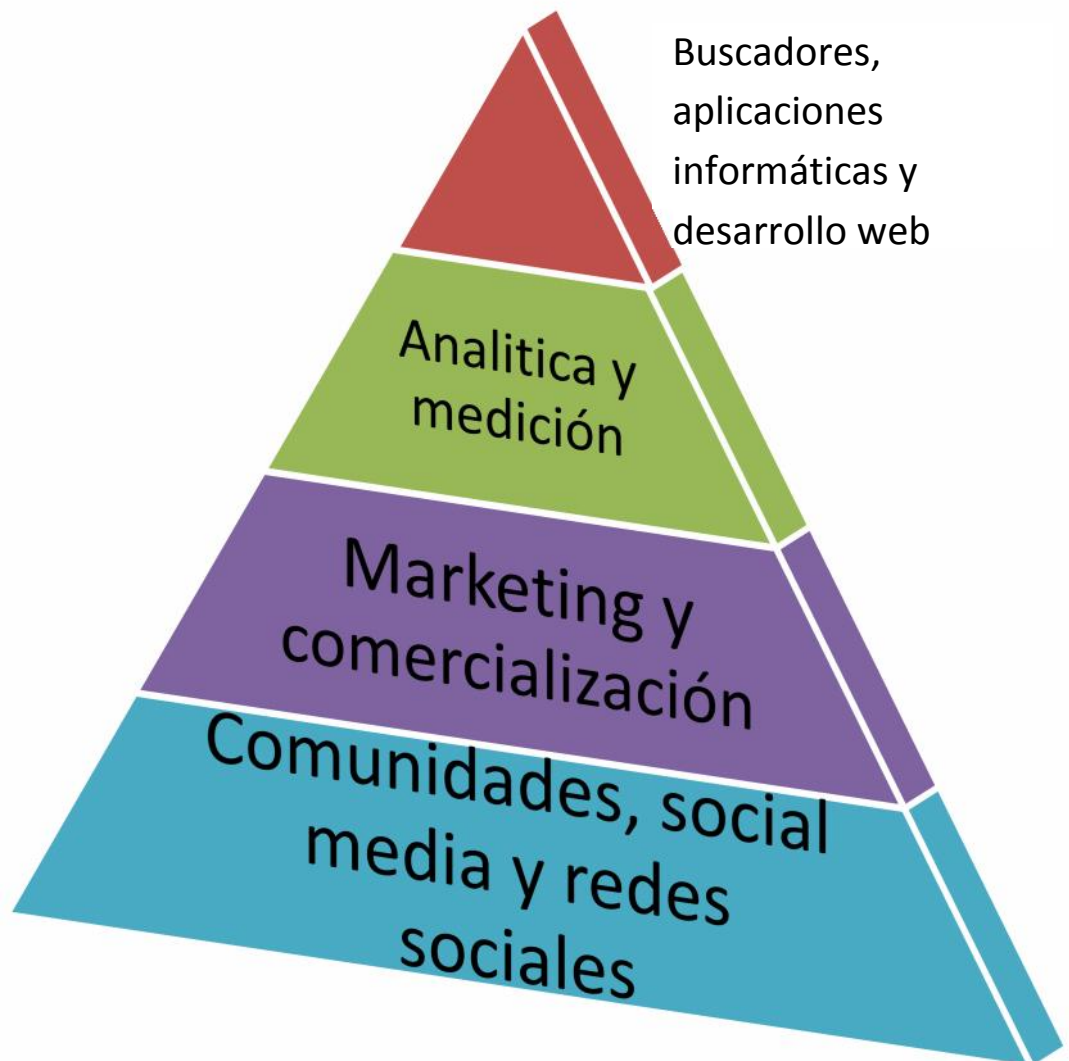 Buscadores,
aplicaciones
informáticas y
desarrollo web
Analitica y
medición
Marketing y
comercialización
Comunidades, social
media y redes
sociales